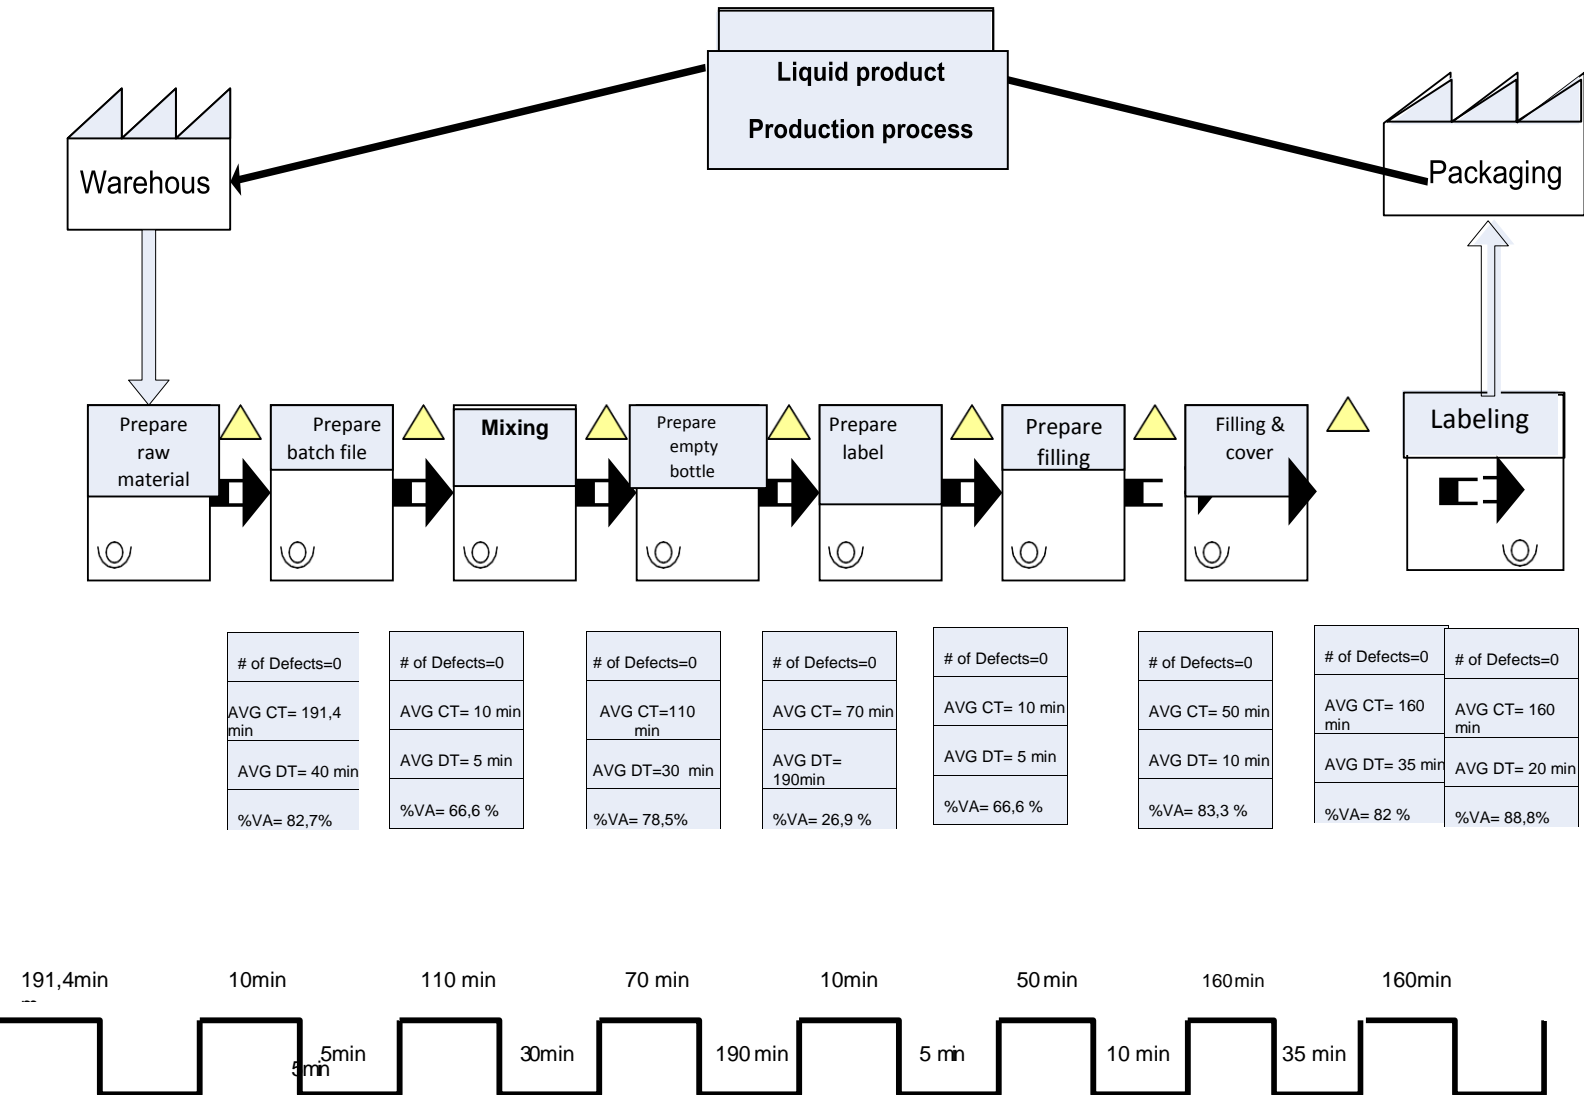 Liquid product
Production process
Warehous
Packaging
Prepare
raw
material
Prepare
batch file
Mixing
Prepare
empty
bottle
Prepare
label
Prepare
filling
Filling &
cover
Labeling
# of Defects=0
AVG CT= 191,4
min
AVG DT= 40 min
%VA= 82,7%
# of Defects=0
AVG CT= 10 min
AVG DT= 5 min
%VA= 66,6 %
# of Defects=0
AVG CT=110
min
AVG DT=30 min
%VA= 78,5%
# of Defects=0
AVG CT= 70 min
AVG DT=
190min
%VA= 26,9 %
# of Defects=0
AVG CT= 10 min
AVG DT= 5 min
%VA= 66,6 %
# of Defects=0
AVG CT= 50 min
AVG DT= 10 min
%VA= 83,3 %
# of Defects=0
AVG CT= 160
min
AVG DT= 35 min
%VA= 82 %
# of Defects=0
AVG CT= 160
min
AVG DT= 20 min
%VA= 88,8%
191,4min
10min
110 min
70 min
10min
50 min
160 min
160min
5min
5min
30min
190 min
5 min
10 min
35 min